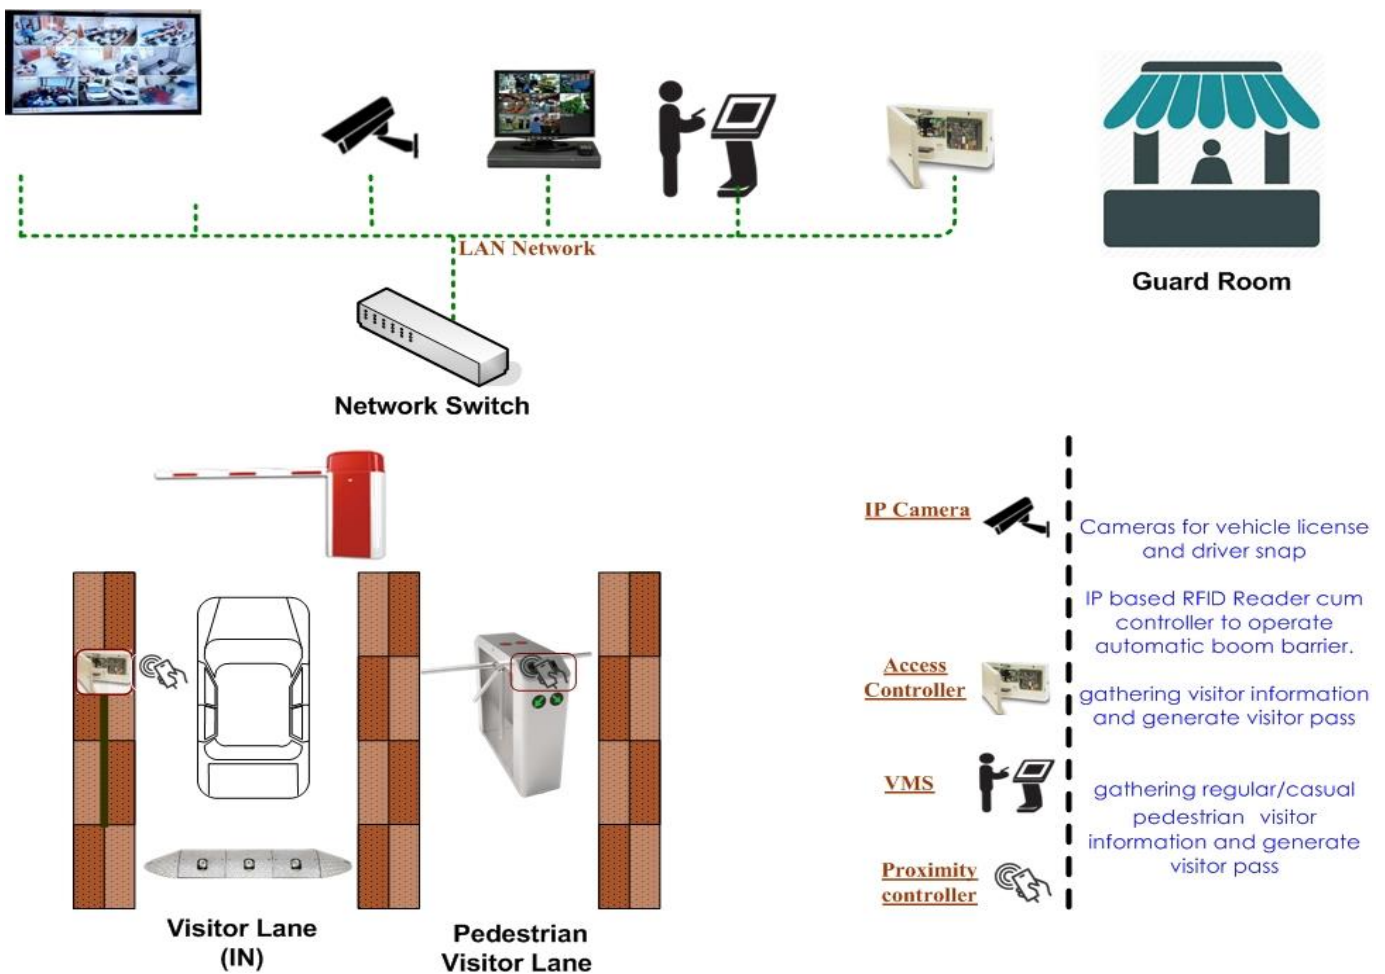 LAN Network
Guard Room
Network Switch
IP Camera
Cameras for vehicle license
and driver snap
IP based RFID Reader cum
controller to operate
automatic boom barrier.
Access
Controller
gathering visitor information
and generate visitor pass
VMS
gathering regular/casual
pedestrian visitor
information and generate
visitor pass
Proximity
controller
Visitor Lane
(IN)
Pedestrian
Visitor Lane